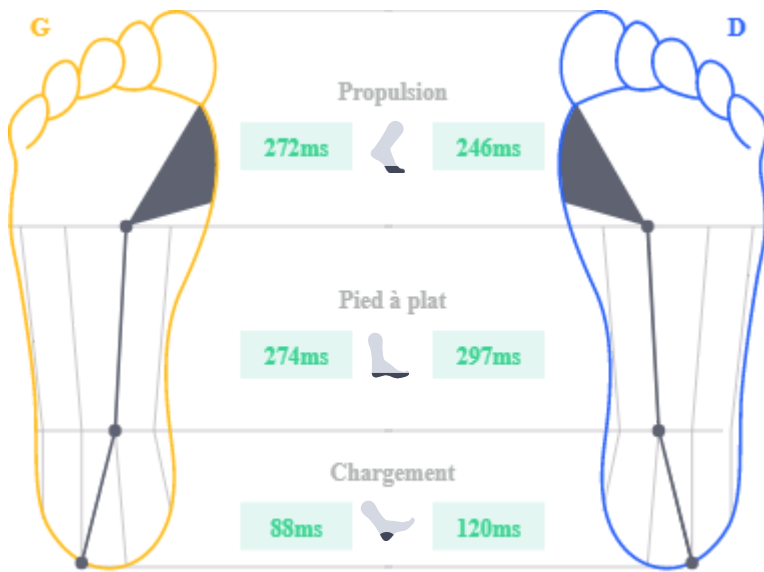 G
D
Propulsion
272ms
246ms
Pied à plat
274ms
297ms
Chargement
88ms
120ms